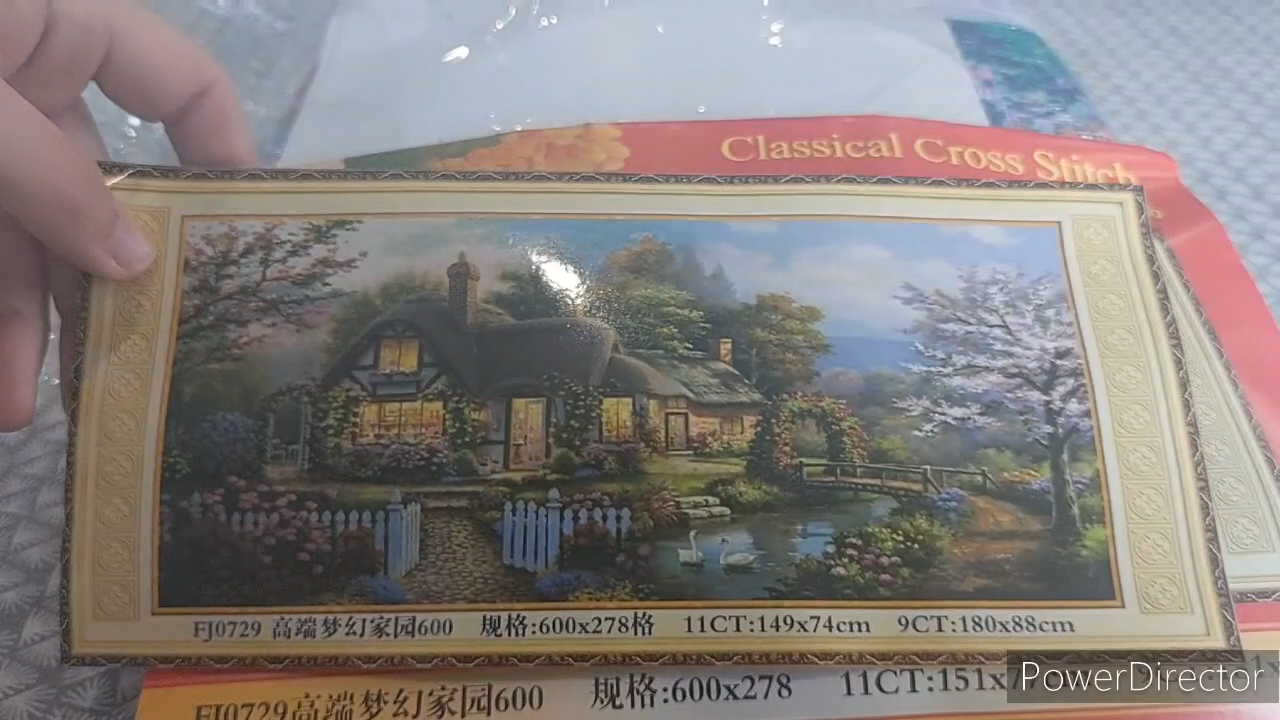 Classical Cross Stitch
FJ0729 高端梦幻家园600 规格:600x278格 11CT:149x74cm 9CT:180x88cm
FJ0729高端梦幻家园600 规格:600x278 11CT:151x7
PowerDirector